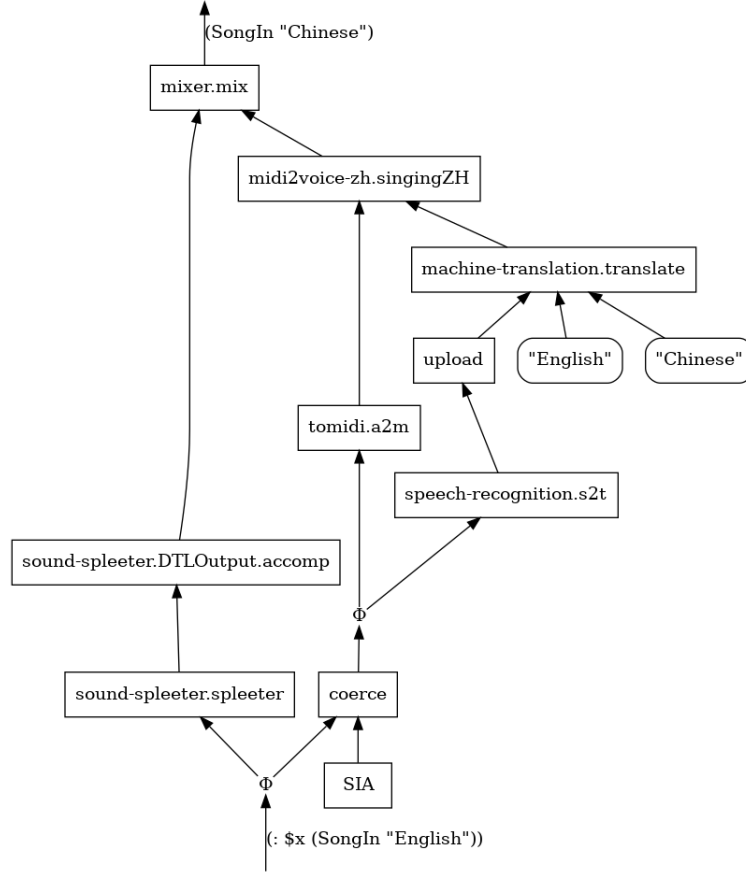 (SongIn "Chinese")
mixer.mix
midi2voice-zh.singingZH
machine-translation.translate
upload
"English"
"Chinese"
tomidi.a2m
speech-recognition.s2t
sound-spleeter.DTLOutput.accomp
Φ
sound-spleeter.spleeter
coerce
Φ
SIA
(: $x (SongIn "English"))